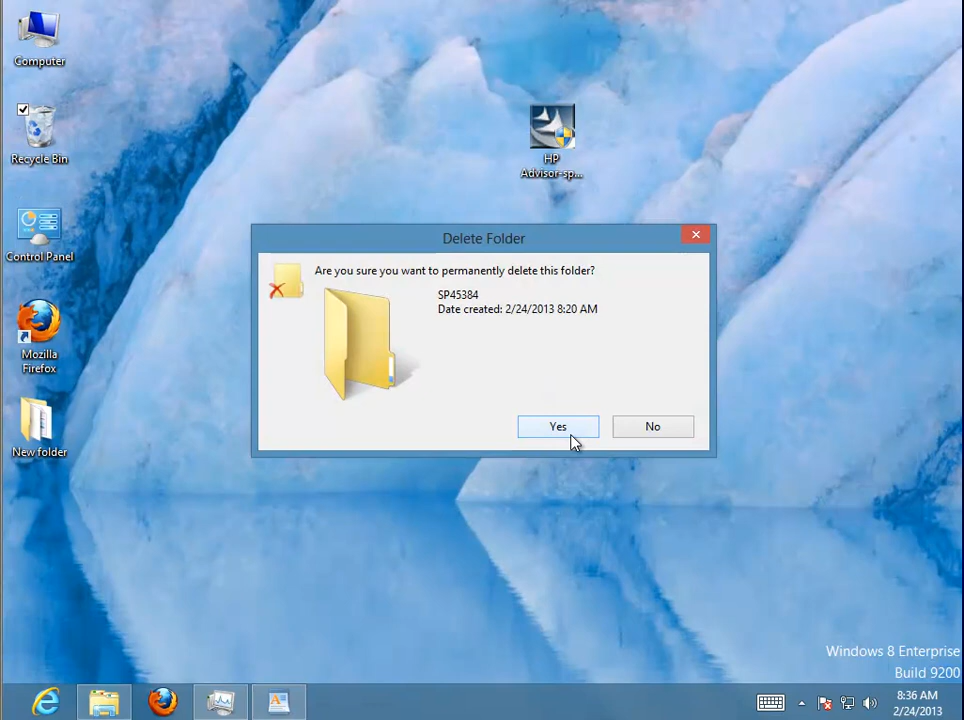 Computer
Recycle Bin
Control Panel
Mozilla
Firefox
New folder
HP
Advisor-sp...
Delete Folder
Are you sure you want to permanently delete this folder?
SP45384
Date created: 2/24/2013 8:20 AM
Yes
No
Windows 8 Enterprise
Build 9200
8:36 AM
2/24/2013